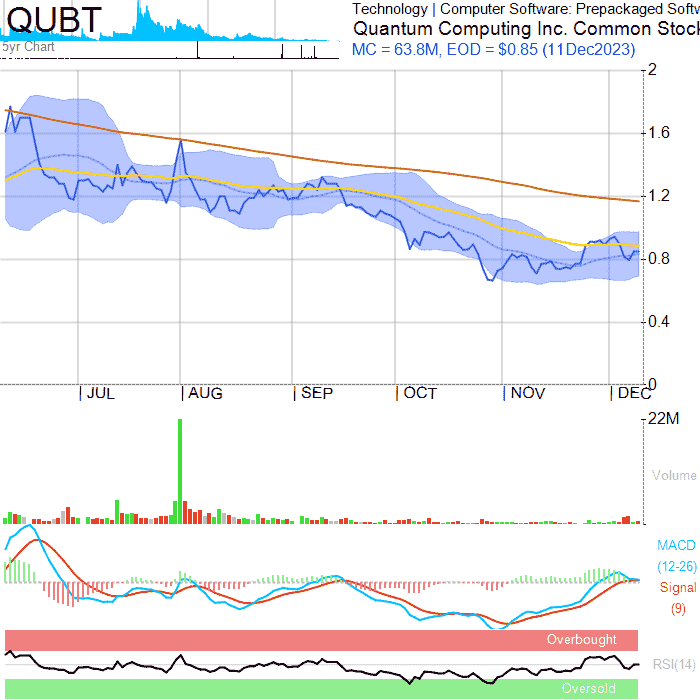 QUBT
5yr Chart
Technology | Computer Software: Prepackaged Softw
Quantum Computing Inc. Common Stock
MC = 63.8M, EOD = $0.85 (11Dec2023)
2
1.6
1.2
0.8
0.4
0
JUL AUG SEP OCT NOV DEC
22M
Volume
MACD
(12-26)
Signal
(9)
Overbought
RSI(14)
Oversold